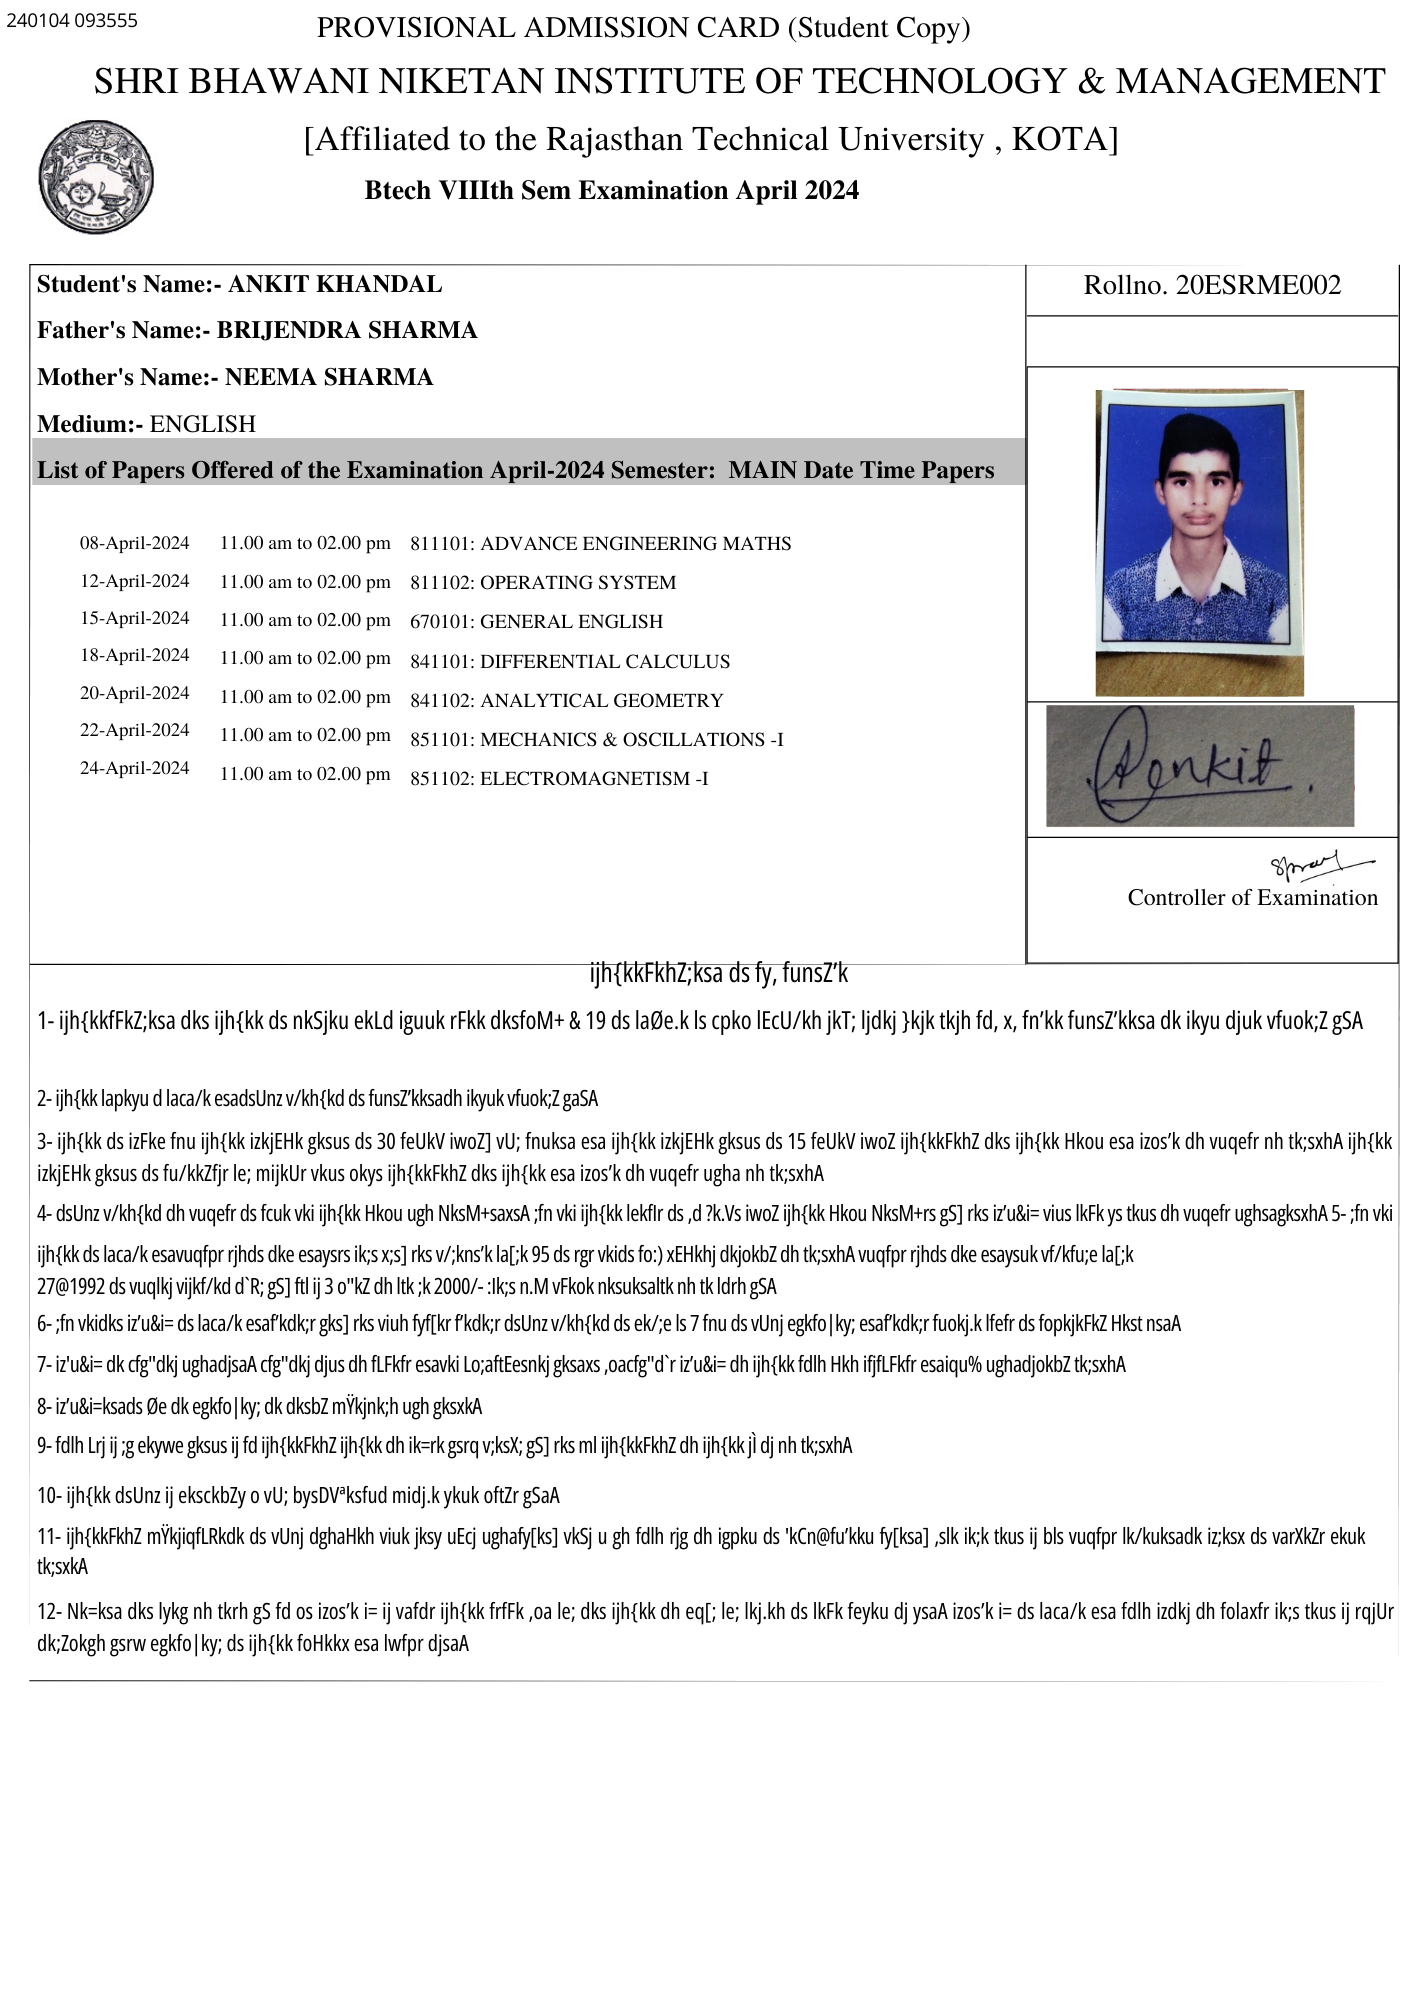 240104 093555
PROVISIONAL ADMISSION CARD (Student Copy)
SHRI BHAWANI NIKETAN INSTITUTE OF TECHNOLOGY & MANAGEMENT
[Affiliated to the Rajasthan Technical University , KOTA]
Btech VIIIth Sem Examination April 2024
Student's Name:- ANKIT KHANDAL
Rollno. 20ESRME002
Father's Name:- BRIJENDRA SHARMA
Mother's Name:- NEEMA SHARMA
Medium:- ENGLISH
List of Papers Offered of the Examination April-2024 Semester: MAIN Date Time Papers
08-April-2024 11.00 am to 02.00 pm 811101: ADVANCE ENGINEERING MATHS
12-April-2024 11.00 am to 02.00 pm 811102: OPERATING SYSTEM
15-April-2024 11.00 am to 02.00 pm 670101: GENERAL ENGLISH
18-April-2024 11.00 am to 02.00 pm 841101: DIFFERENTIAL CALCULUS
20-April-2024 11.00 am to 02.00 pm 841102: ANALYTICAL GEOMETRY
22-April-2024 11.00 am to 02.00 pm 851101: MECHANICS & OSCILLATIONS -I
24-April-2024 11.00 am to 02.00 pm 851102: ELECTROMAGNETISM -I
Controller of Examination
ijh{kkFkhZ;ksa ds fy, funsZ’k
1- ijh{kkfFkZ;ksa dks ijh{kk ds nkSjku ekLd iguuk rFkk dksfoM+ & 19 ds laØe.k ls cpko lEcU/kh jkT; ljdkj }kjk tkjh fd, x, fn’kk funsZ’kksa dk ikyu djuk vfuok;Z gSA
2- ijh{kk lapkyu d laca/k esadsUnz v/kh{kd ds funsZ’kksadh ikyuk vfuok;Z gaSA
3- ijh{kk ds izFke fnu ijh{kk izkjEHk gksus ds 30 feUkV iwoZ] vU; fnuksa esa ijh{kk izkjEHk gksus ds 15 feUkV iwoZ ijh{kkFkhZ dks ijh{kk Hkou esa izos’k dh vuqefr nh tk;sxhA ijh{kk
izkjEHk gksus ds fu/kkZfjr le; mijkUr vkus okys ijh{kkFkhZ dks ijh{kk esa izos’k dh vuqefr ugha nh tk;sxhA
4- dsUnz v/kh{kd dh vuqefr ds fcuk vki ijh{kk Hkou ugh NksM+saxsA ;fn vki ijh{kk lekfIr ds ,d ?k.Vs iwoZ ijh{kk Hkou NksM+rs gS] rks iz’u&i= vius lkFk ys tkus dh vuqefr ughsagksxhA 5- ;fn vki
ijh{kk ds laca/k esavuqfpr rjhds dke esaysrs ik;s x;s] rks v/;kns’k la[;k 95 ds rgr vkids fo:) xEHkhj dkjokbZ dh tk;sxhA vuqfpr rjhds dke esaysuk vf/kfu;e la[;k
27@1992 ds vuqlkj vijkf/kd d`R; gS] ftl ij 3 o"kZ dh ltk ;k 2000/- :Ik;s n.M vFkok nksuksaltk nh tk ldrh gSA
6- ;fn vkidks iz’u&i= ds laca/k esaf’kdk;r gks] rks viuh fyf[kr f’kdk;r dsUnz v/kh{kd ds ek/;e ls 7 fnu ds vUnj egkfo|ky; esaf’kdk;r fuokj.k lfefr ds fopkjkFkZ Hkst nsaA
7- iz'u&i= dk cfg"dkj ughadjsaA cfg"dkj djus dh fLFkfr esavki Lo;aftEesnkj gksaxs ,oacfg"d`r iz’u&i= dh ijh{kk fdlh Hkh ifjfLFkfr esaiqu% ughadjokbZ tk;sxhA
8- iz’u&i=ksads Øe dk egkfo|ky; dk dksbZ mŸkjnk;h ugh gksxkA
9- fdlh Lrj ij ;g ekywe gksus ij fd ijh{kkFkhZ ijh{kk dh ik=rk gsrq v;ksX; gS] rks ml ijh{kkFkhZ dh ijh{kk jÌ dj nh tk;sxhA
10- ijh{kk dsUnz ij eksckbZy o vU; bysDVªksfud midj.k ykuk oftZr gSaA
11- ijh{kkFkhZ mŸkjiqfLRkdk ds vUnj dghaHkh viuk jksy uEcj ughafy[ks] vkSj u gh fdlh rjg dh igpku ds 'kCn@fu’kku fy[ksa] ,slk ik;k tkus ij bls vuqfpr lk/kuksadk iz;ksx ds varXkZr ekuk
tk;sxkA
12- Nk=ksa dks lykg nh tkrh gS fd os izos’k i= ij vafdr ijh{kk frfFk ,oa le; dks ijh{kk dh eq[; le; lkj.kh ds lkFk feyku dj ysaA izos’k i= ds laca/k esa fdlh izdkj dh folaxfr ik;s tkus ij rqjUr
dk;Zokgh gsrw egkfo|ky; ds ijh{kk foHkkx esa lwfpr djsaA